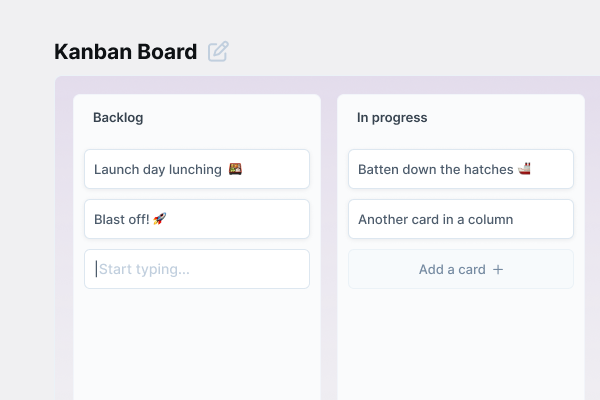 Kanban Board
Backlog
Launch day lunching 🍱
Blast off! 🚀
Start typing...
In progress
Batten down the hatches 🚢
Another card in a column
Add a card +